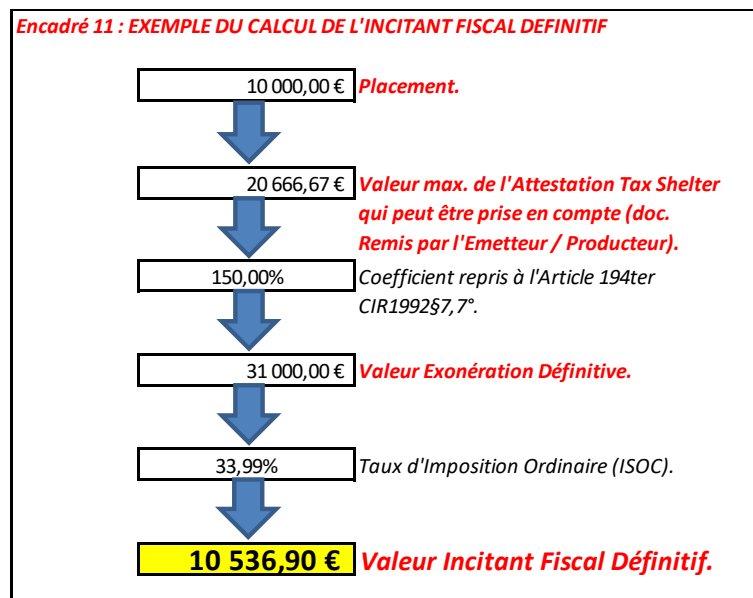 Encadré 11 : EXEMPLE DU CALCUL DE L'INCITANT FISCAL DEFINITIF
10 000,00 € Placement.
20 666,67 € Valeur max. de l'Attestation Tax Shelter
qui peut être prise en compte (doc.
Remis par l'Emetteur / Producteur).
150,00% Coefficient repris à l'Article 194ter
CIR1992§7,7°.
31 000,00 € Valeur Exonération Définitive.
33,99% Taux d'Imposition Ordinaire (ISOC).
10 536,90 € Valeur Incitant Fiscal Définitif.